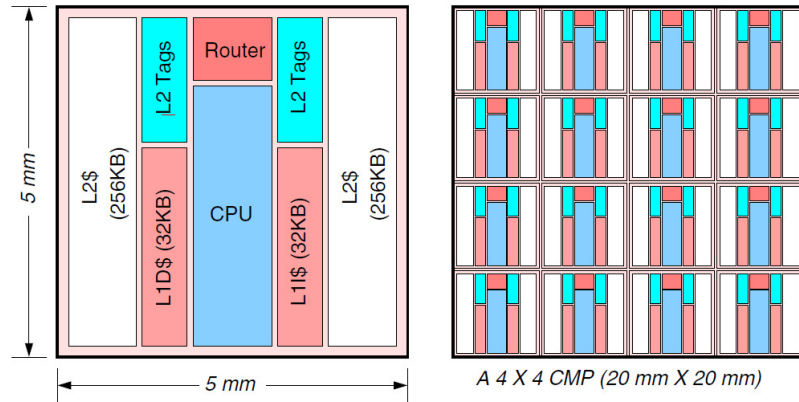 5 mm
L2$
(256KB)
L2 Tags
L1D$ (32KB)
Router
CPU
L2 Tags
L1I$ (32KB)
L2$
(256KB)
5 mm
A 4 X 4 CMP (20 mm X 20 mm)